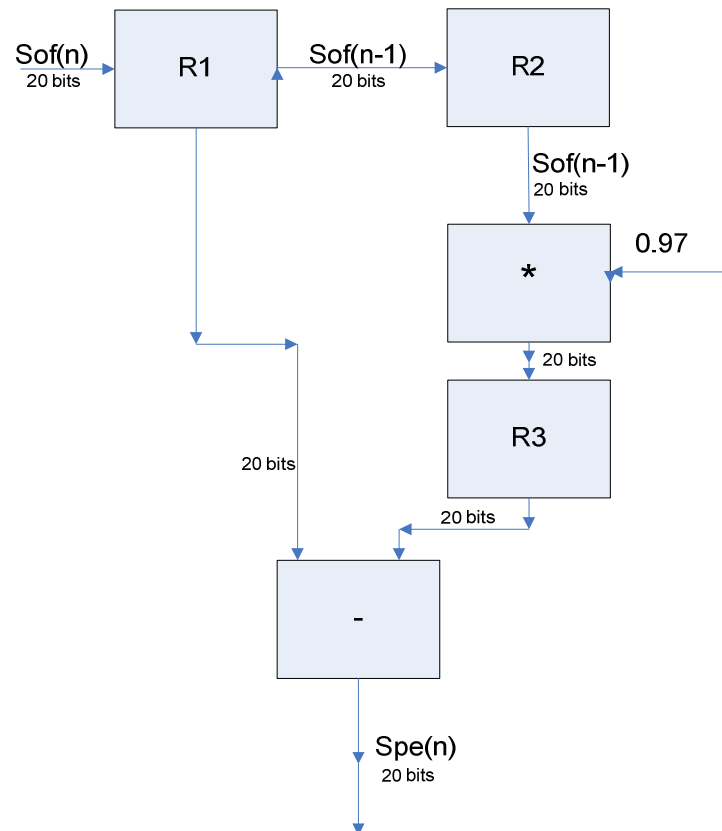 Sof(n)
20 bits
R1
Sof(n-1)
20 bits
R2
Sof(n-1)
20 bits
*
0.97
20 bits
R3
20 bits
20 bits
-
Spe(n)
20 bits